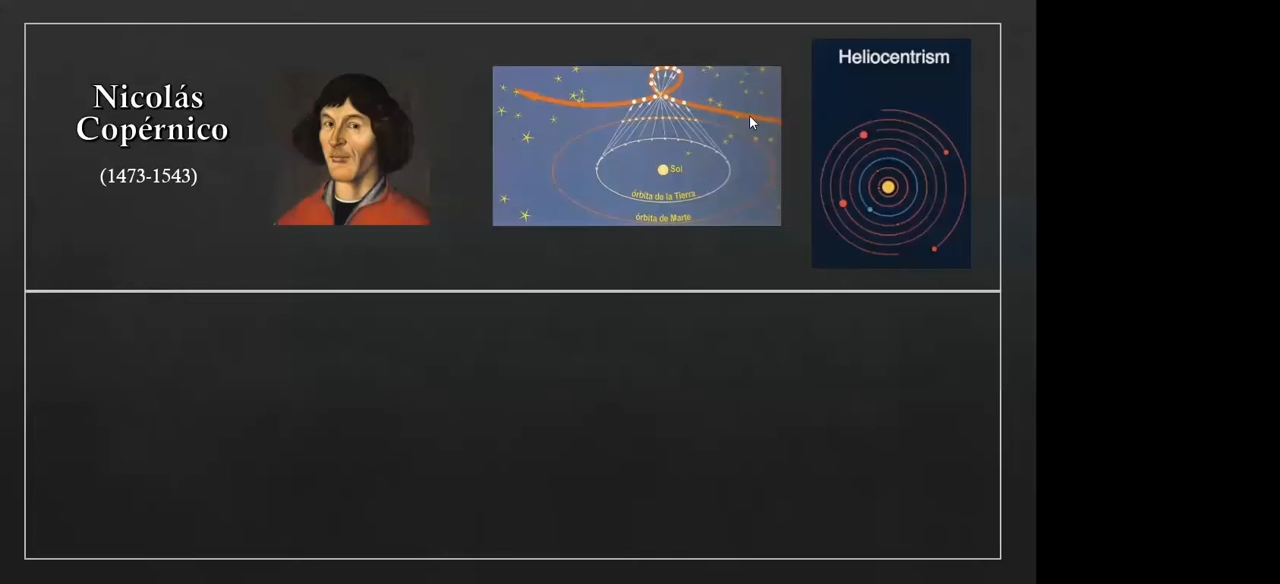 Nicolás
Copérnico
(1473-1543)
Sol
órbita de la Tierra
órbita de Marte
Heliocentrism